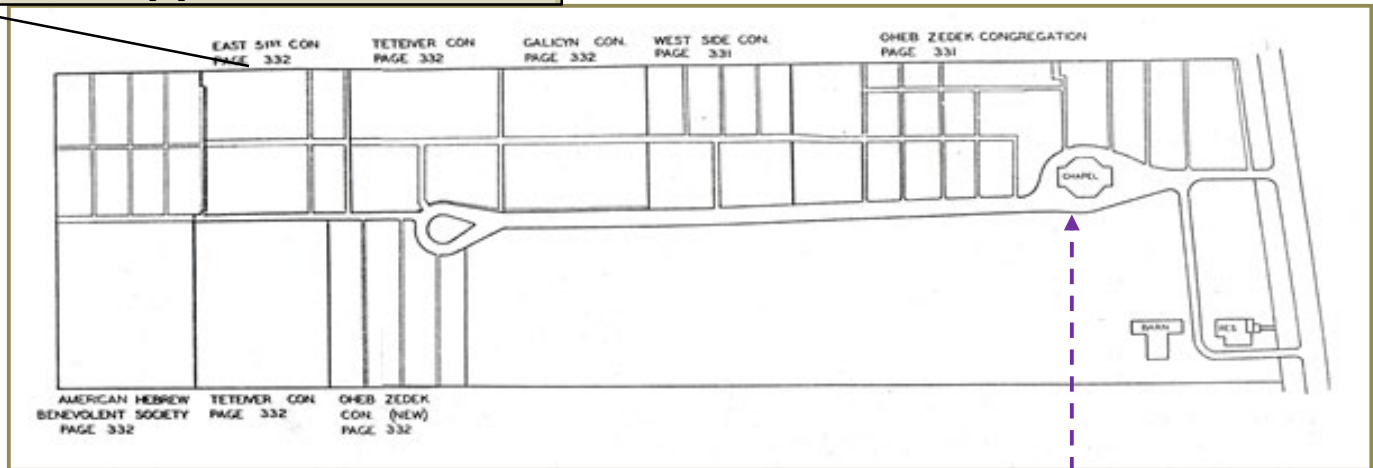 EAST 51ST CON
PAGE 332
TETEIVER CON
PAGE 332
GALICYN CON.
PAGE 332
WEST SIDE CON.
PAGE 331
OHEB ZEDEK CONGREGATION
PAGE 331
CHAPEL
BARN
RES.
AMERICAN HEBREW
BENEVOLENT SOCIETY
PAGE 332
TETEIVER CON
PAGE 332
OHEB ZEDEK
CON. (NEW)
PAGE 332